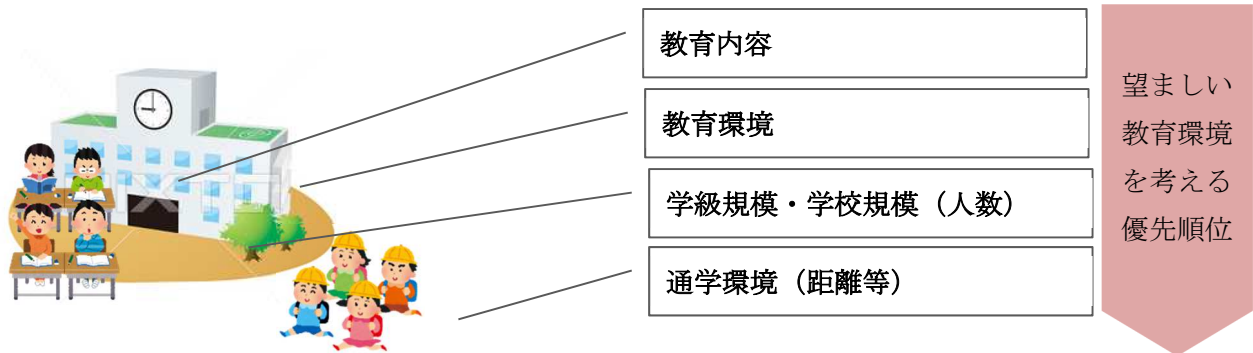 教育内容
教育環境
学級規模・学校規模（人数）
通学環境（距離等）
望ましい
教育環境
を考える
優先順位